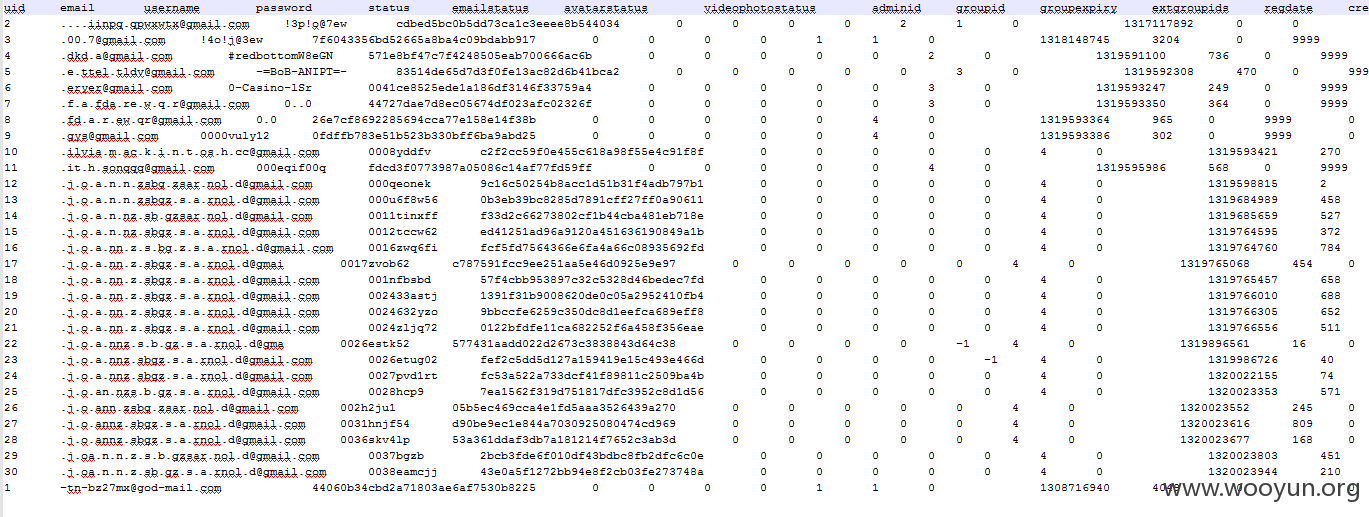 uid email username password status emailstatus avatarstatus videophotostatus adminid groupid groupexpiry extgroupids regdate cre
2 ....iinpq.gpwxwtx@gmail.com !3p!o@7ew cdbed5bc0b5dd73ca1c3eeee8b544034 0 0 0 0 2 1 0 1317117892 0 0
3 .00.7@gmail.com !4o!j@3ew 7f6043356bd52665a8ba4c09bdabb917 0 0 0 0 1 1 0 1318148745 3204 0 9999
4 .dkd.a@gmail.com #redbottomW8eGN 571e8bf47c7f4248505eab700666ac6b 0 0 0 0 0 2 0 1319591100 736 0 9999
5 .e.ttel.tldv@gmail.com -=BoB-ANIPT=- 83514de65d7d3f0fe13ac82d6b41bca2 0 0 0 0 0 3 0 1319592308 470 0 999
6 .eryer@gmail.com 0-Casino-1Sr 0041ce8525ede1a186df3146f33759a4 0 0 0 0 0 3 0 1319593247 249 0 9999
7 .f.a.fda.re.w.q.r@gmail.com 0..0 44727dae7d8ec05674df023afc02326f 0 0 0 0 0 3 0 1319593350 364 0 9999
8 .fd.a.r.ew.qr@gmail.com 0.0 26e7cf8692285694cca77e158e14f38b 0 0 0 0 4 0 1319593364 965 0 9999 0
9 .gys@gmail.com 0000vuly12 0fdffb783e51b523b330bff6ba9abd25 0 0 0 0 4 0 1319593386 302 0 9999 0
10 .ilvia.m.ac.k.i.n.t.os.h.cc@gmail.com 0008yddfv c2f2cc59f0e455c618a98f55e4c91f8f 0 0 0 0 0 4 0 1319593421 270
11 .it.h.songgg@gmail.com 000eqif00q fdcd3f0773987a05086c14af77fd59ff 0 0 0 0 4 0 1319595986 568 0 9999
12 .j.o.a.n.n.zsbg.zsar.nol.d@gmail.com 000qeonek 9c16c50254b8acc1d51b31f4adb797b1 0 0 0 0 0 4 0 1319598815 2
13 .j.o.a.n.n.zsbgz.s.a.rnol.d@gmail.com 000u6f8w56 0b3eb39bc8285d7891cff27ff0a90611 0 0 0 0 0 4 0 1319684989 458
14 .j.o.a.n.nz.sb.gzsar.nol.d@gmail.com 0011tinxff f33d2c66273802cf1b44cba481eb718e 0 0 0 0 0 4 0 1319685659 527
15 .j.o.a.n.nz.sbgz.s.a.rnol.d@gmail.com 0012tccw62 ed41251ad96a9120a451636190849a1b 0 0 0 0 0 4 0 1319764595 372
16 .j.o.a.nn.z.s.bg.z.s.a.rnol.d@gmail.com 0016zwq6fi fcf5fd7564366e6fa4a66c08935692fd 0 0 0 0 0 4 0 1319764760 784
17 .j.o.a.nn.z.sbgz.s.a.rnol.d@gmai 0017zvob62 c787591fcc9ee251aa5e46d0925e9e97 0 0 0 0 0 4 0 1319765068 454 0
18 .j.o.a.nn.z.sbgz.s.a.rnol.d@gmail.com 001nfbsbd 57f4cbb953897c32c5328d46bedec7fd 0 0 0 0 0 4 0 1319765457 658
19 .j.o.a.nn.z.sbgz.s.a.rnol.d@gmail.com 002433astj 1391f31b9008620de0c05a2952410fb4 0 0 0 0 0 4 0 1319766010 688
20 .j.o.a.nn.z.sbgz.s.a.rnol.d@gmail.com 0024632yzo 9bbccfe6259c350dc8d1eefca689eff8 0 0 0 0 0 4 0 1319766305 652
21 .j.o.a.nn.z.sbgz.s.a.rnol.d@gmail.com 0024zljq72 0122bfdfe11ca682252f6a458f356eae 0 0 0 0 0 4 0 1319766556 511
22 .j.o.a.nnz.s.b.gz.s.a.rnol.d@gma 0026estk52 577431aadd022d2673c3838843d64c38 0 0 0 0 -1 4 0 1319896561 16 0
23 .j.o.a.nnz.sbgz.s.a.rnol.d@gmail.com 0026etug02 fef2c5dd5d127a159419e15c493e466d 0 0 0 0 -1 4 0 1319986726 40
24 .j.o.a.nnz.sbgz.s.a.rnol.d@gmail.com 0027pvd1rt fc53a522a733dcf41f89811c2509ba4b 0 0 0 0 0 4 0 1320022155 74
25 .j.o.an.nzs.b.gz.s.a.rnol.d@gmail.com 0028hcp9 7ea1562f319d751817dfc3952c8d1d56 0 0 0 0 0 4 0 1320023353 571
26 .j.o.ann.zsbg.zsar.nol.d@gmail.com 002h2ju1 05b5ec469cca4e1fd5aaa3526439a270 0 0 0 0 0 4 0 1320023552 245 0
27 .j.o.annz.sbgz.s.a.rnol.d@gmail.com 0031hnjf54 d90be9ec1e844a7030925080474cd969 0 0 0 0 0 4 0 1320023616 809 0
28 .j.o.annz.sbgz.s.a.rnol.d@gmail.com 0036skv4lp 53a361ddaf3db7a181214f7652c3ab3d 0 0 0 0 0 4 0 1320023677 168 0
29 .j.oa.n.n.z.s.b.gzsar.nol.d@gmail.com 0037bgzb 2bcb3fde6f010df43bdbc8fb2dfc6c0e 0 0 0 0 0 4 0 1320023803 451
30 .j.oa.n.n.z.sb.gz.s.a.rnol.d@gmail.com 0038eamcjj 43e0a5f1272bb94e8f2cb03fe273748a 0 0 0 0 0 4 0 1320023944 210
1 -tn-bz27mx@god-mail.com 44060b34cbd2a71803ae6af7530b8225 0 0 0 0 1 1 0 1308716940
www.wooyun.org